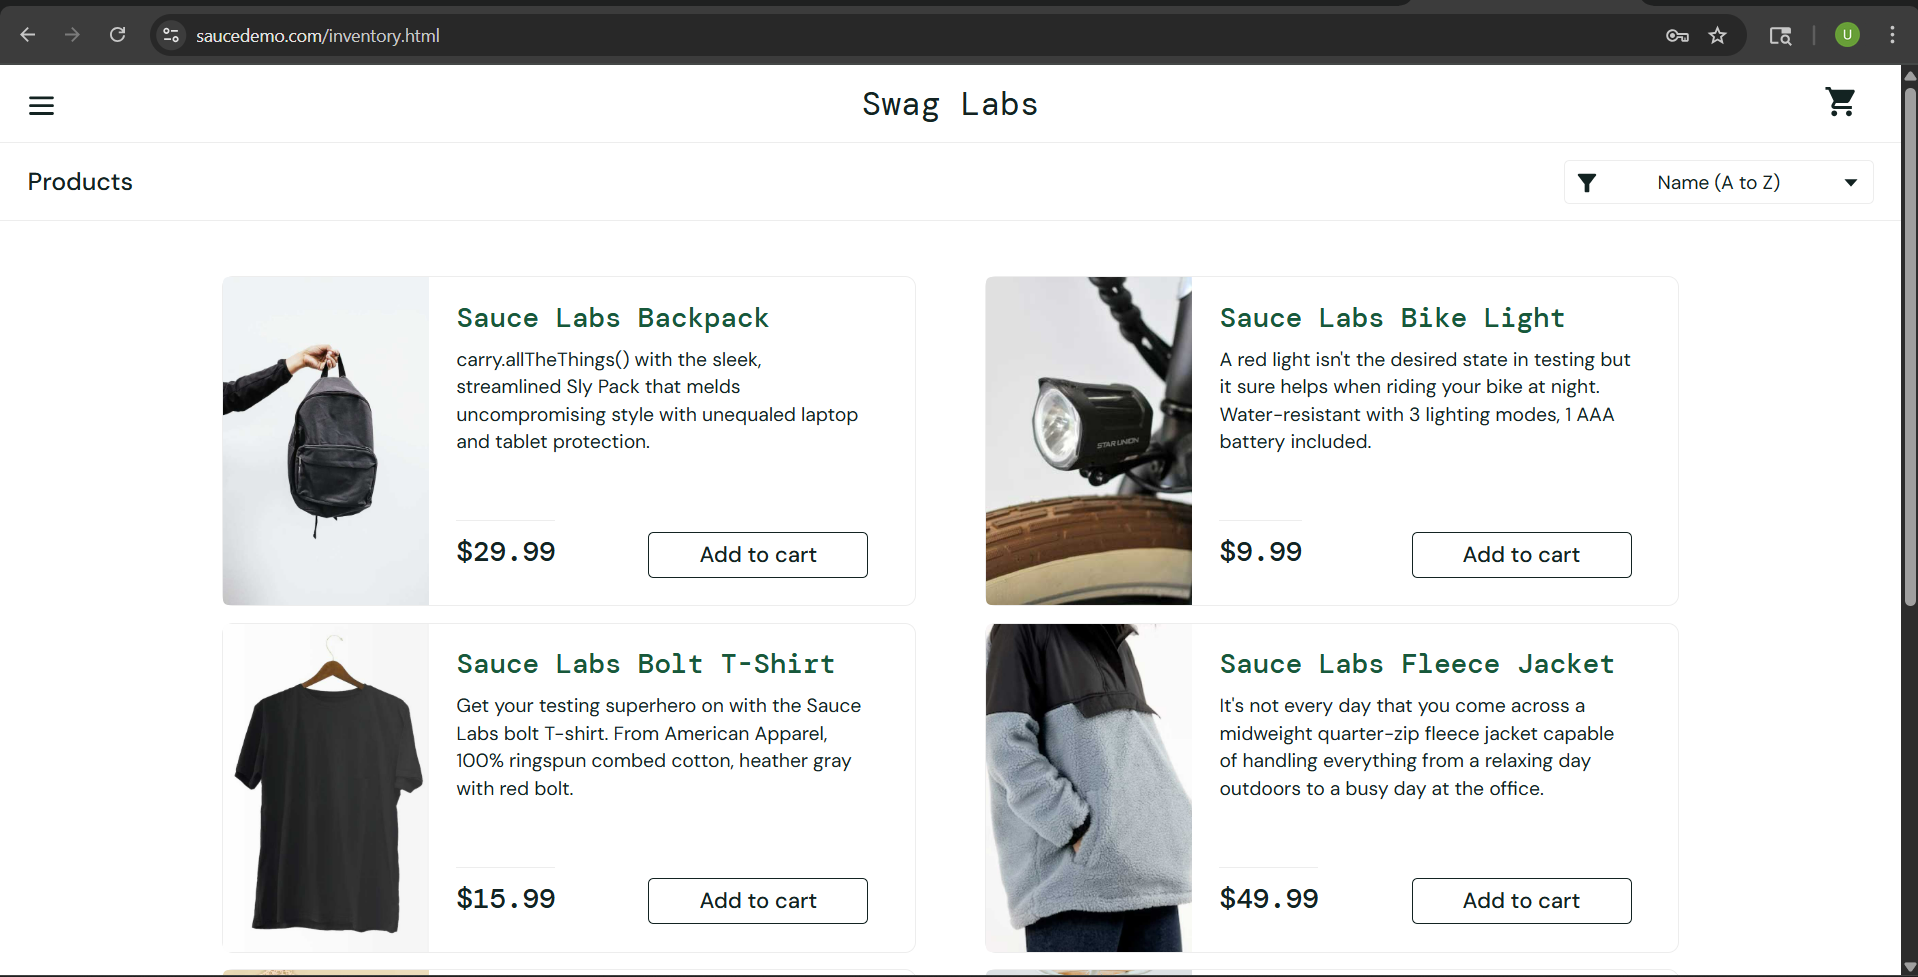 saucedemo.com/inventory.html
U
Swag Labs
Products
Name (A to Z)
Sauce Labs Backpack
carry.allTheThings() with the sleek,
streamlined Sly Pack that melds
uncompromising style with unequaled laptop
and tablet protection.
$29.99
Add to cart
Sauce Labs Bike Light
A red light isn't the desired state in testing but
it sure helps when riding your bike at night.
Water-resistant with 3 lighting modes, 1 AAA
battery included.
STAR UNION
$9.99
Add to cart
Sauce Labs Bolt T-Shirt
Get your testing superhero on with the Sauce
Labs bolt T-shirt. From American Apparel,
100% ringspun combed cotton, heather gray
with red bolt.
$15.99
Add to cart
Sauce Labs Fleece Jacket
It's not every day that you come across a
midweight quarter-zip fleece jacket capable
of handling everything from a relaxing day
outdoors to a busy day at the office.
$49.99
Add to cart